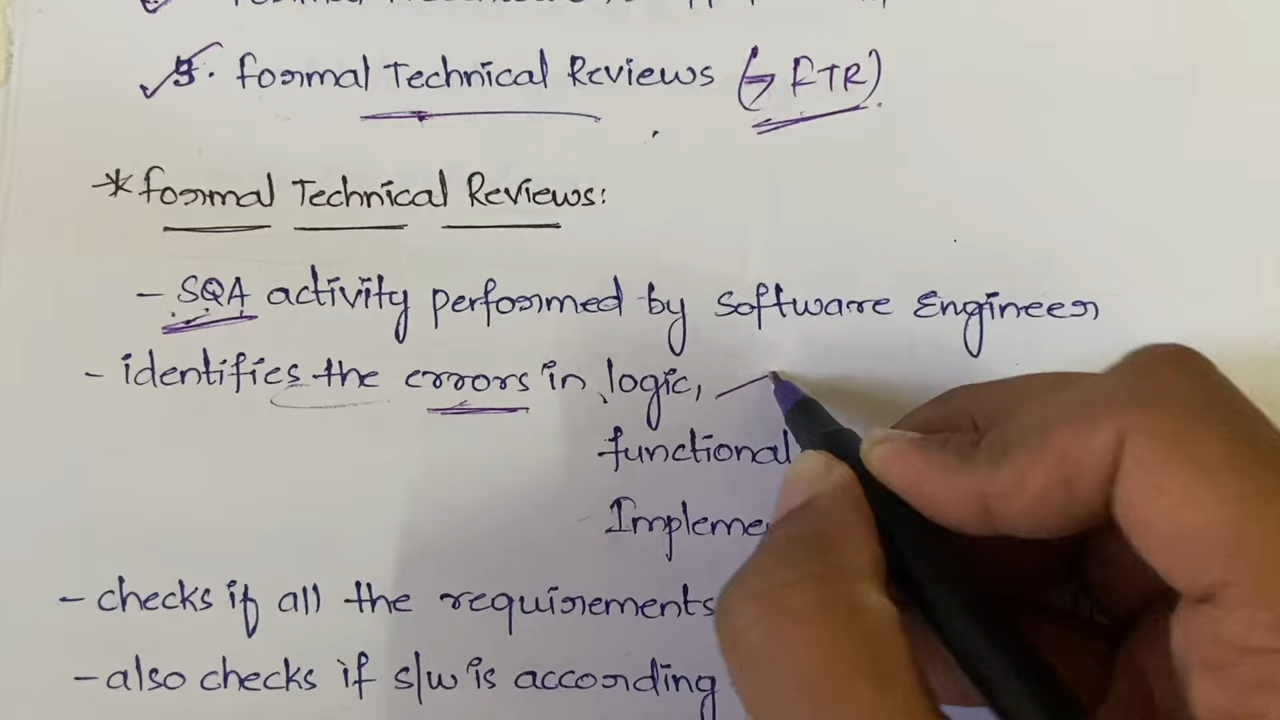 5. formal Technical Reviews (→ FTR)
* formal Technical Reviews:
- SQA activity performed by software Engineer
- identifies the errors in logic,
functional
Impleme
- checks if all the requirements
- also checks if s/w is according